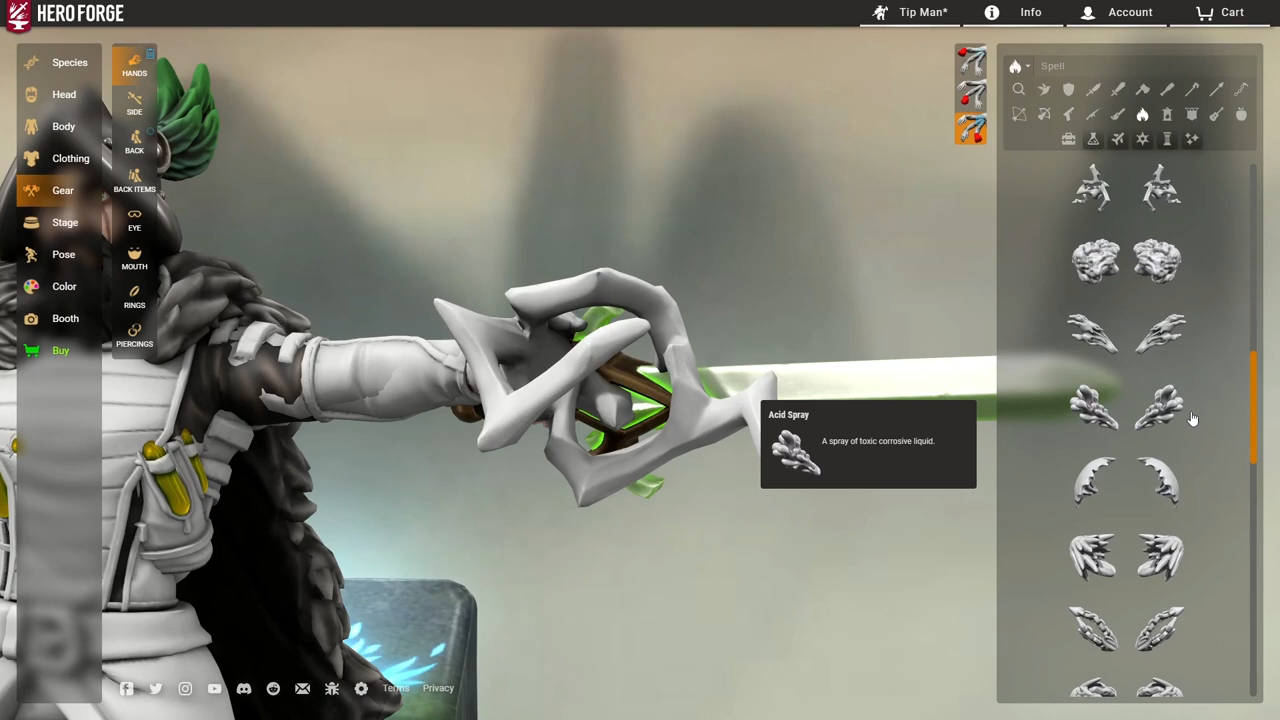 HERO FORGE
Tip Man*
Info
Account
Cart
Species
Head
Body
Clothing
Gear
Stage
Pose
Color
Booth
Buy
HANDS
SIDE
BACK
BACK ITEMS
EYE
MOUTH
RINGS
PIERCINGS
Spell
Acid Spray
A spray of toxic corrosive liquid.
Terms
Privacy